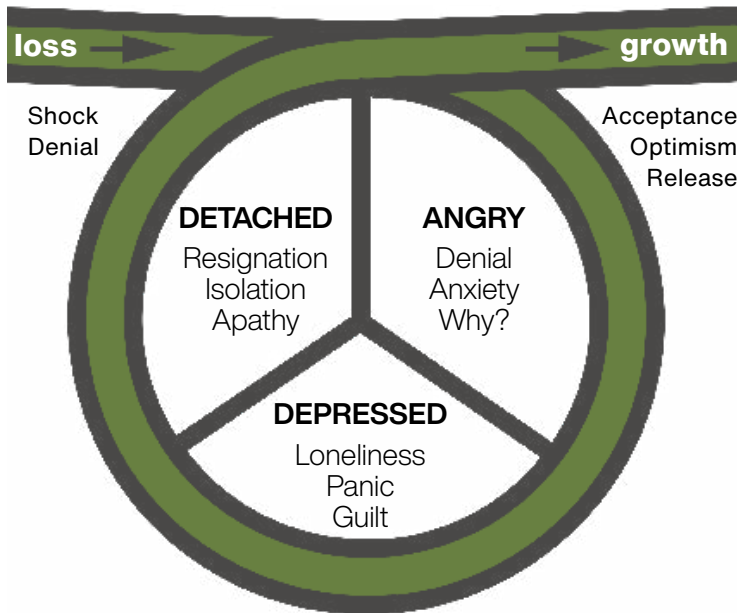 loss
growth
Shock
Denial
Acceptance
Optimism
Release
DETACHED
Resignation
Isolation
Apathy
ANGRY
Denial
Anxiety
Why?
DEPRESSED
Loneliness
Panic
Guilt